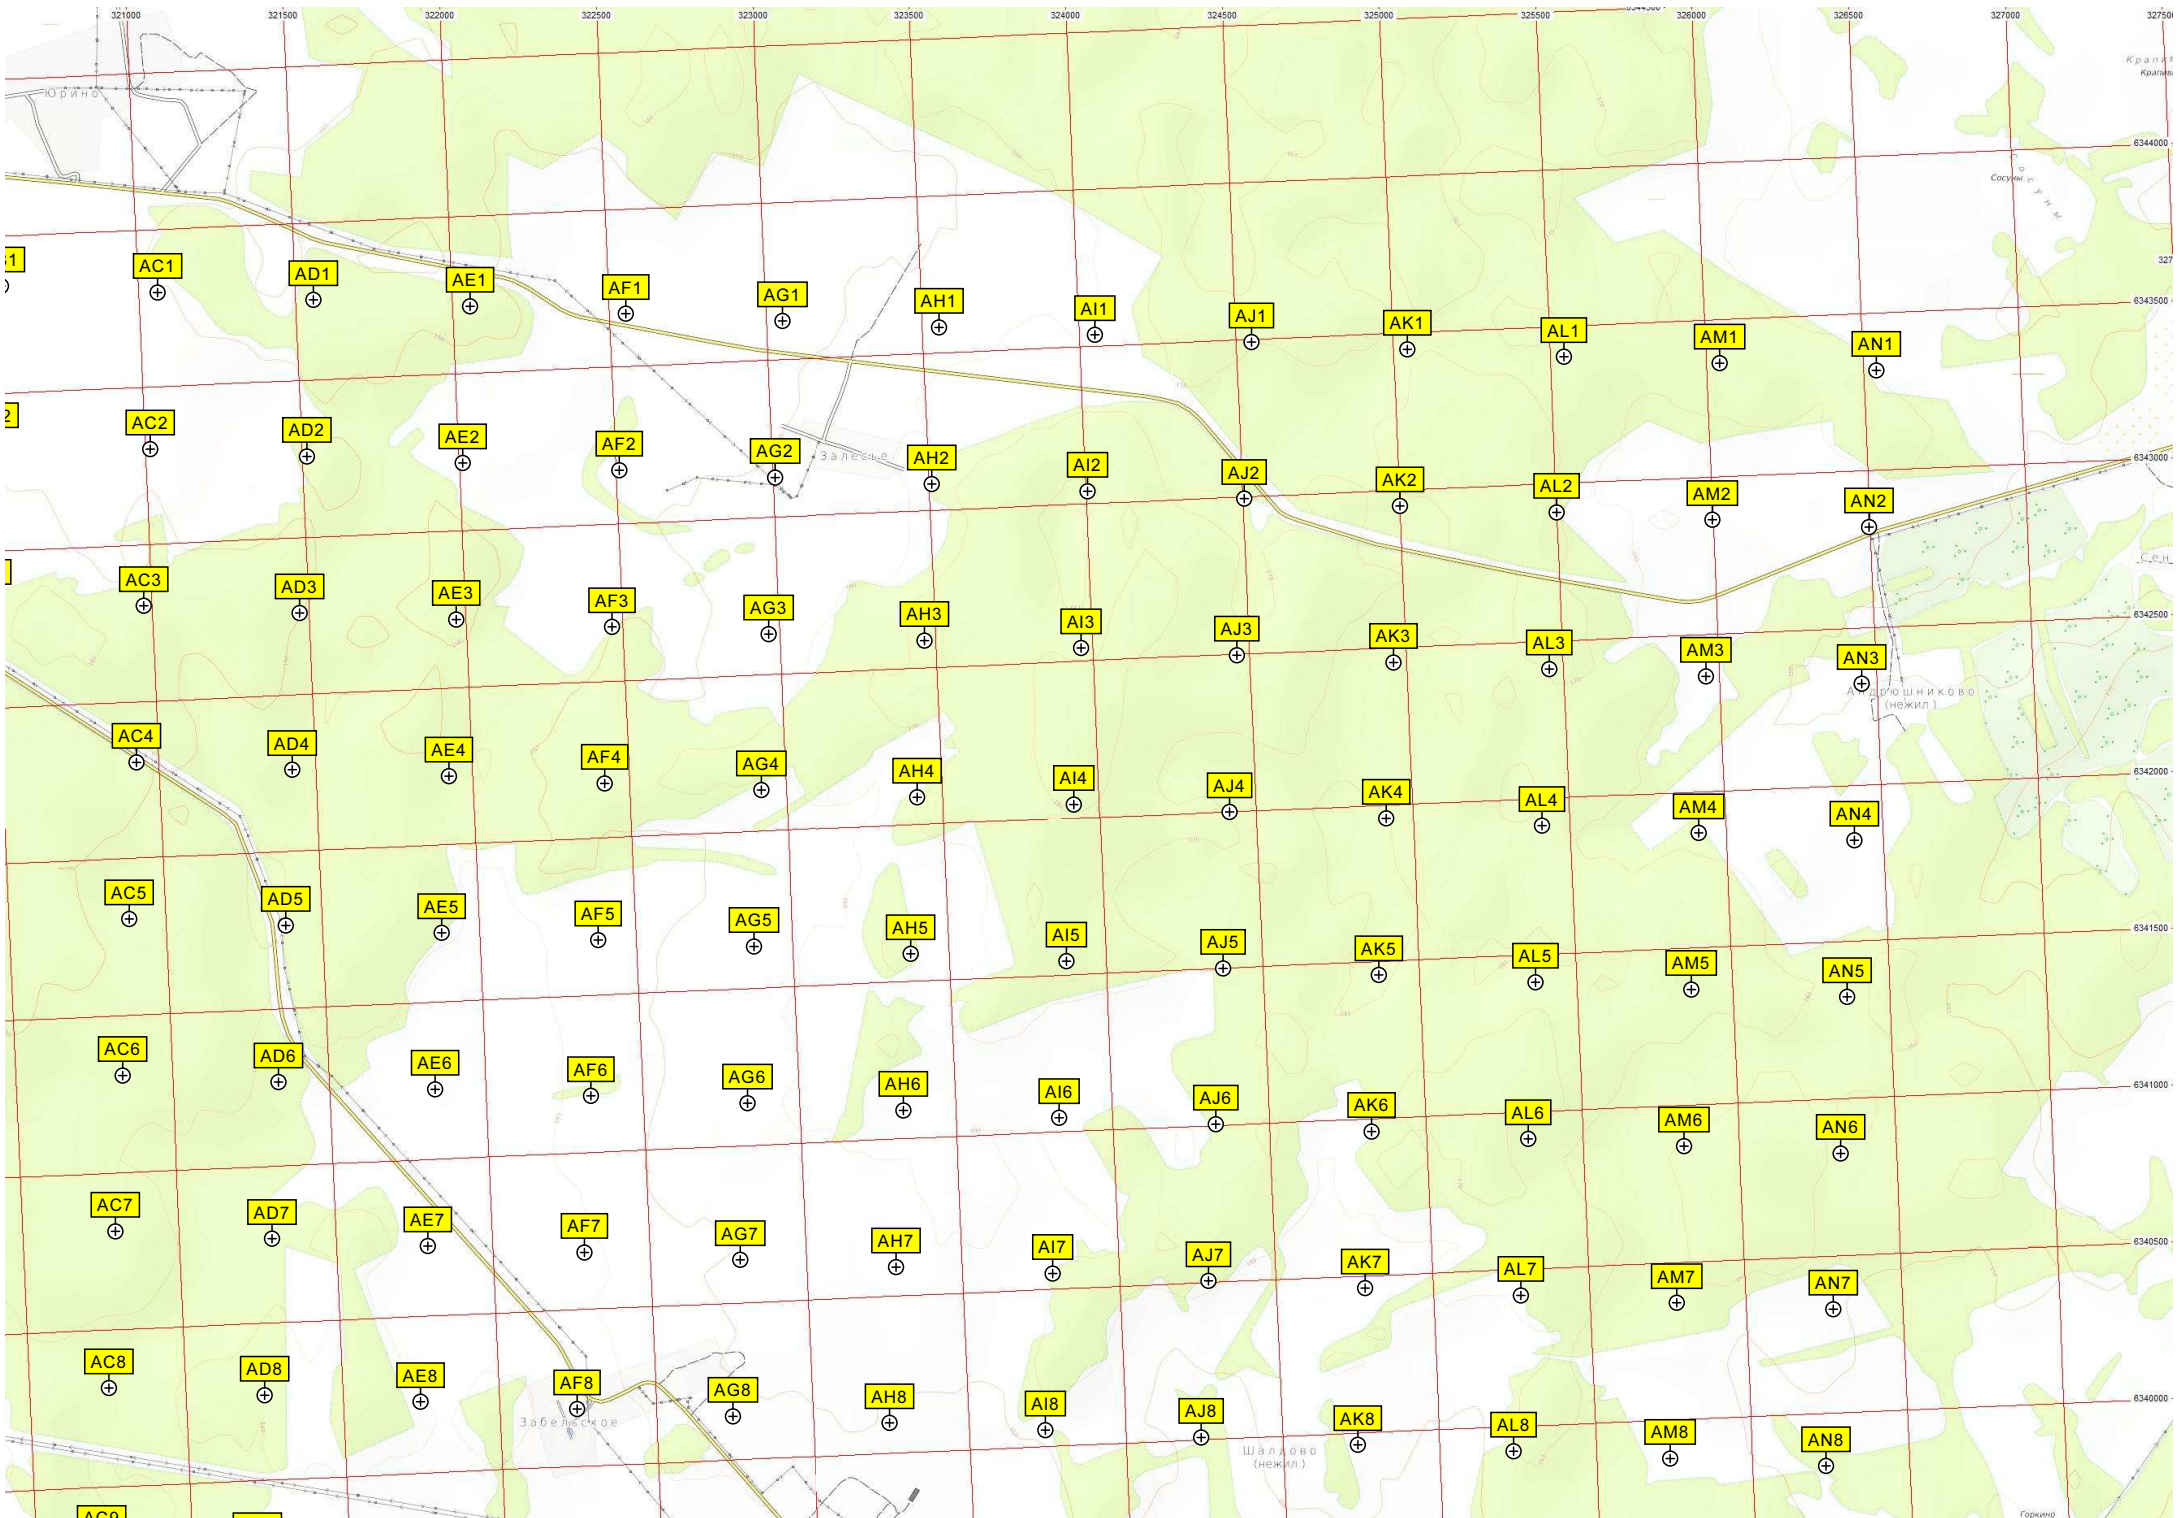 321000 321500 322000 322500 323000 323500 324000 324500 325000 325500 326000 326500 327000
Юрино
6344000
Сосуны
Сосуны
6343500
AC1 AD1 AE1 AF1 AG1 AH1 AI1 AJ1 AK1 AL1 AM1 AN1
6343000
AC2 AD2 AE2 AF2 AG2 AH2 AI2 AJ2 AK2 AL2 AM2 AN2
Залесье
6342500
AC3 AD3 AE3 AF3 AG3 AH3 AI3 AJ3 AK3 AL3 AM3 AN3
Андрюшниково
(нежил.)
6342000
AC4 AD4 AE4 AF4 AG4 AH4 AI4 AJ4 AK4 AL4 AM4 AN4
6341500
AC5 AD5 AE5 AF5 AG5 AH5 AI5 AJ5 AK5 AL5 AM5 AN5
6341000
AC6 AD6 AE6 AF6 AG6 AH6 AI6 AJ6 AK6 AL6 AM6 AN6
6340500
AC7 AD7 AE7 AF7 AG7 AH7 AI7 AJ7 AK7 AL7 AM7 AN7
6340000
AC8 AD8 AE8 AF8 AG8 AH8 AI8 AJ8 AK8 AL8 AM8 AN8
Забельское
Шалдово
(нежил.)
Горкино